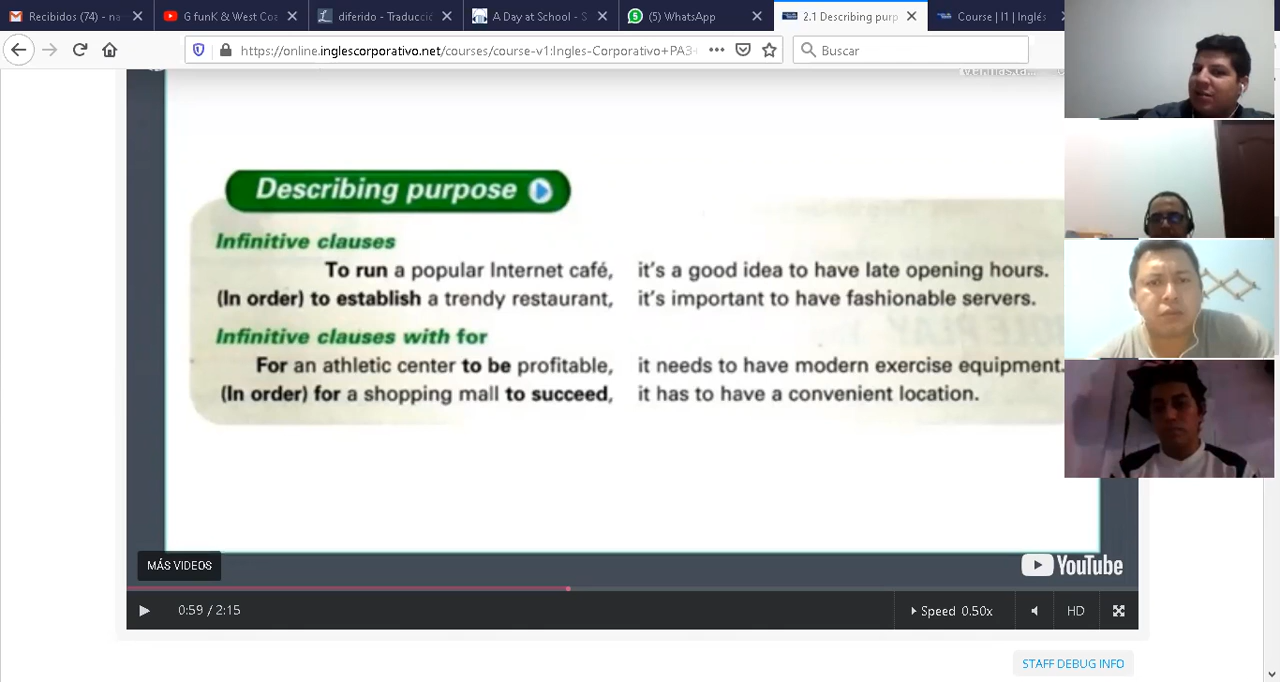 Recibidos (74) - na
G funK & West Coa
diferido - Traducció
A Day at School - S
(5) WhatsApp
2.1 Describing purp
Course | I1 | Inglés
https://online.inglescorporativo.net/courses/course-v1:Ingles-Corporativo+PA3+
Buscar
Describing purpose
Infinitive clauses
To run a popular Internet café, it's a good idea to have late opening hours.
(In order) to establish a trendy restaurant, it's important to have fashionable servers.
Infinitive clauses with for
For an athletic center to be profitable, it needs to have modern exercise equipment.
(In order) for a shopping mall to succeed, it has to have a convenient location.
MÁS VIDEOS
YouTube
0:59 / 2:15
Speed 0.50x
HD
STAFF DEBUG INFO